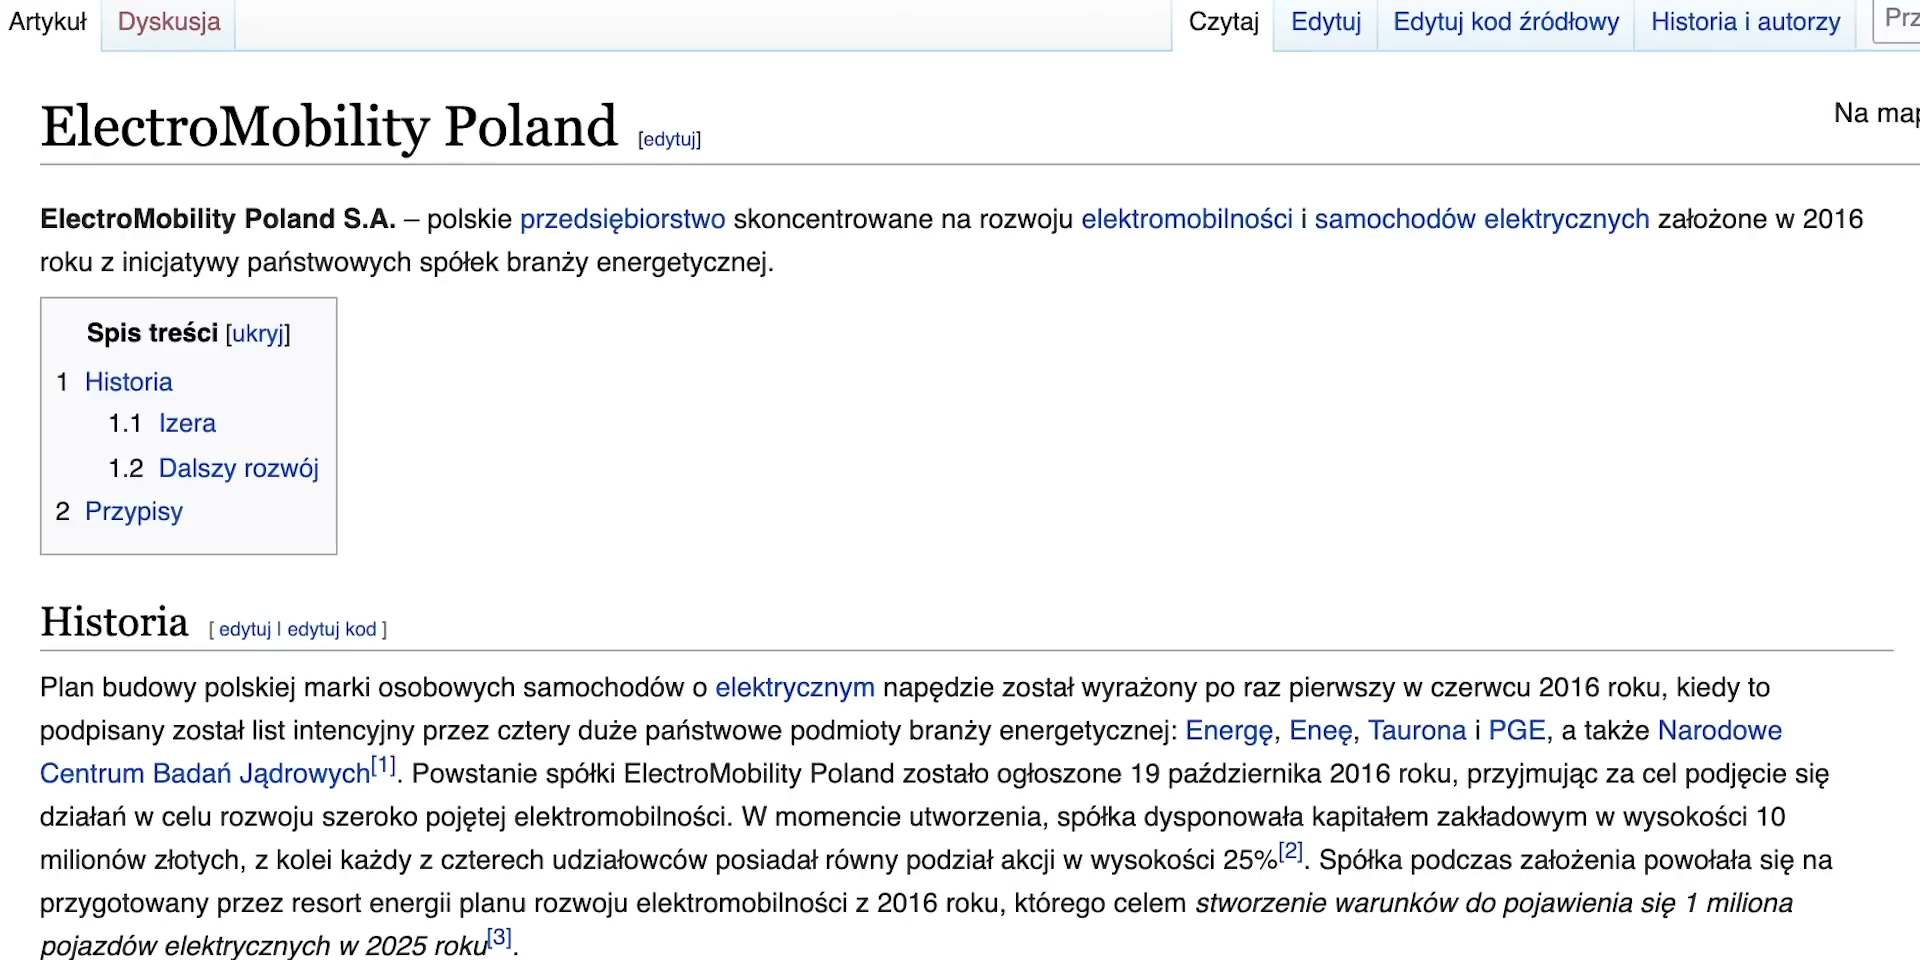 Artykuł Dyskusja Czytaj Edytuj Edytuj kod źródłowy Historia i autorzy
ElectroMobility Poland [edytuj]
ElectroMobility Poland S.A. – polskie przedsiębiorstwo skoncentrowane na rozwoju elektromobilności i samochodów elektrycznych założone w 2016
roku z inicjatywy państwowych spółek branży energetycznej.
Spis treści [ukryj]
1 Historia
1.1 Izera
1.2 Dalszy rozwój
2 Przypisy
Historia [ edytuj | edytuj kod ]
Plan budowy polskiej marki osobowych samochodów o elektrycznym napędzie został wyrażony po raz pierwszy w czerwcu 2016 roku, kiedy to
podpisany został list intencyjny przez cztery duże państwowe podmioty branży energetycznej: Energę, Eneę, Taurona i PGE, a także Narodowe
Centrum Badań Jądrowych[1]. Powstanie spółki ElectroMobility Poland zostało ogłoszone 19 października 2016 roku, przyjmując za cel podjęcie się
działań w celu rozwoju szeroko pojętej elektromobilności. W momencie utworzenia, spółka dysponowała kapitałem zakładowym w wysokości 10
milionów złotych, z kolei każdy z czterech udziałowców posiadał równy podział akcji w wysokości 25%[2]. Spółka podczas założenia powołała się na
przygotowany przez resort energii planu rozwoju elektromobilności z 2016 roku, którego celem stworzenie warunków do pojawienia się 1 miliona
pojazdów elektrycznych w 2025 roku[3].